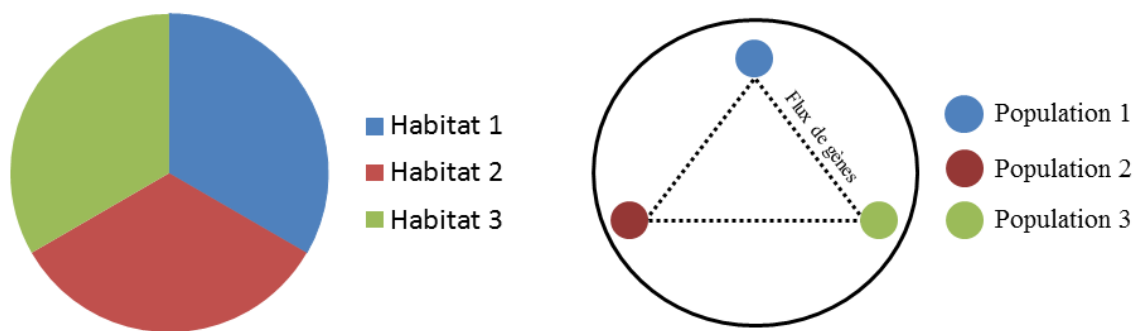 Habitat 1
Habitat 2
Habitat 3
Flux de gènes
Population 1
Population 2
Population 3